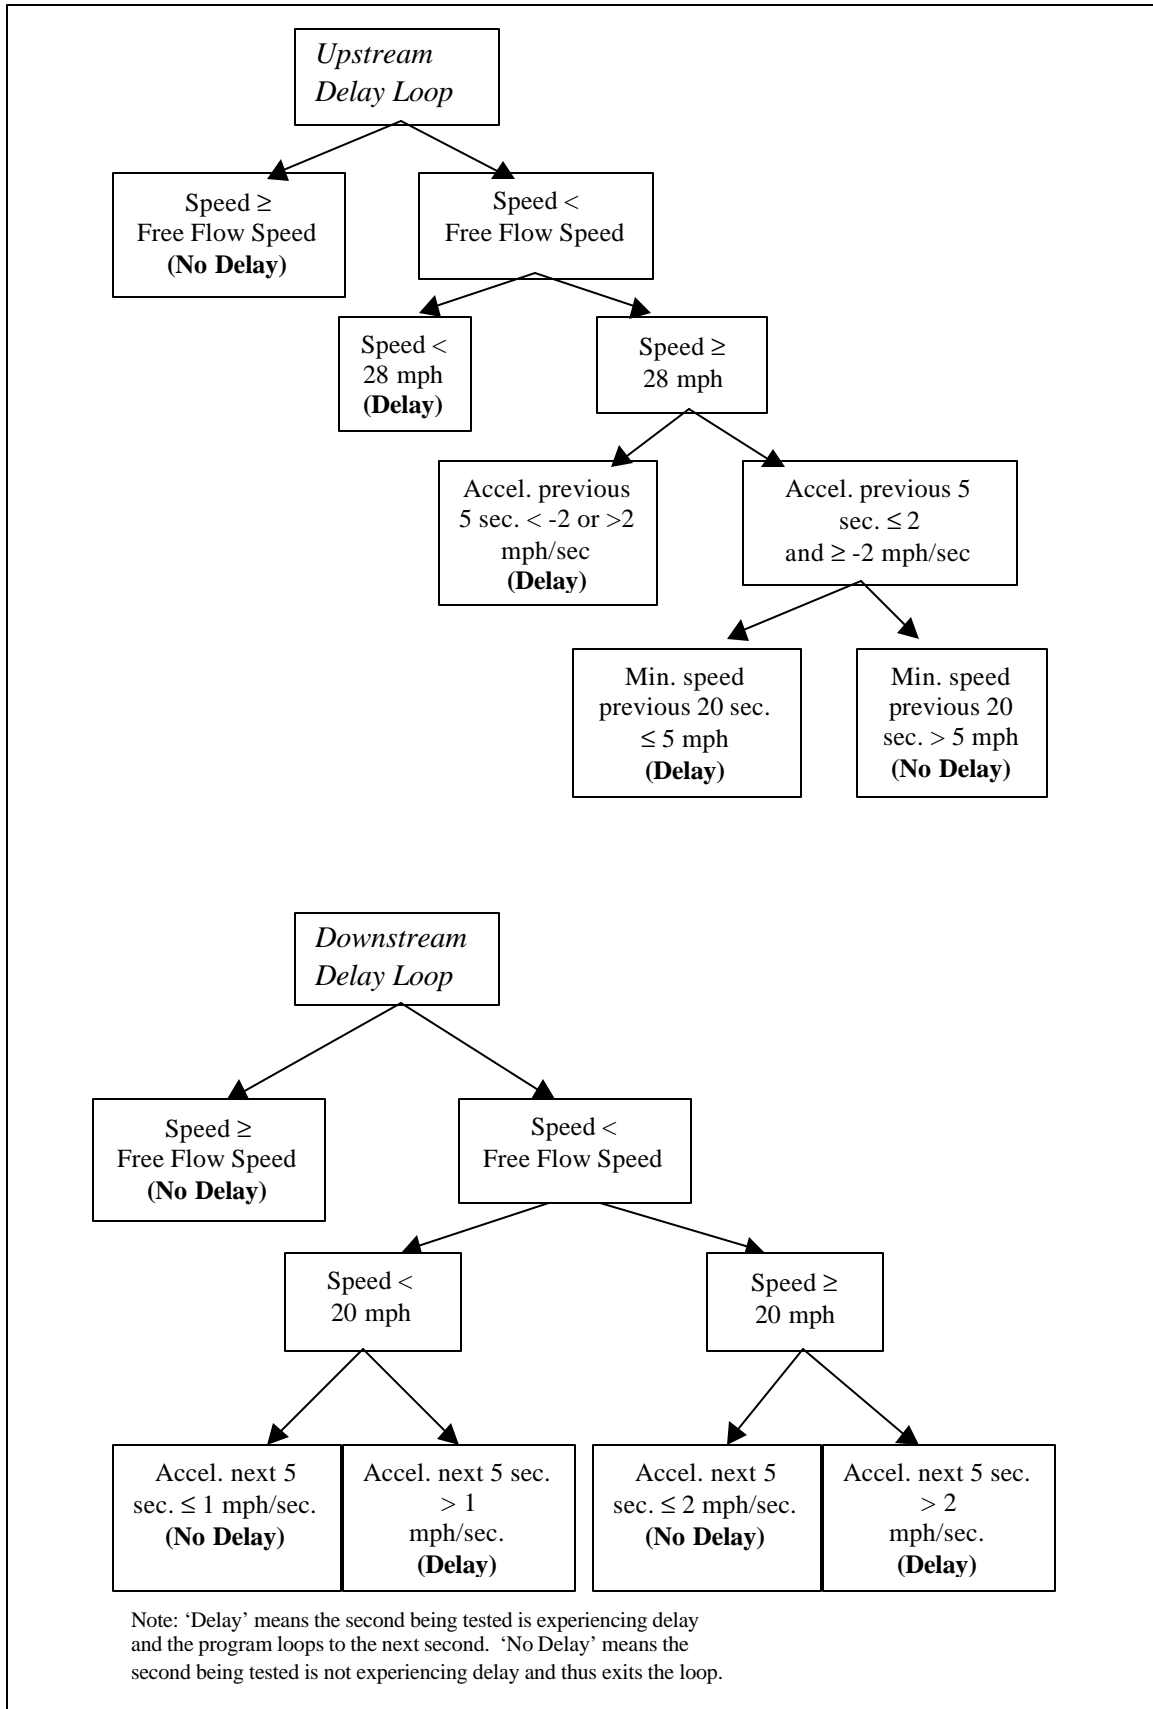 Upstream
Delay Loop
Speed ≥
Free Flow Speed
(No Delay)
Speed <
Free Flow Speed
Speed <
28 mph
(Delay)
Speed ≥
28 mph
Accel. previous
5 sec. < -2 or >2
mph/sec
(Delay)
Accel. previous 5
sec. ≤ 2
and ≥ -2 mph/sec
Min. speed
previous 20 sec.
≤ 5 mph
(Delay)
Min. speed
previous 20
sec. > 5 mph
(No Delay)
Downstream
Delay Loop
Speed ≥
Free Flow Speed
(No Delay)
Speed <
Free Flow Speed
Speed <
20 mph
Speed ≥
20 mph
Accel. next 5
sec. ≤ 1 mph/sec.
(No Delay)
Accel. next 5 sec.
> 1
mph/sec.
(Delay)
Accel. next 5
sec. ≤ 2 mph/sec.
(No Delay)
Accel. next 5 sec.
> 2
mph/sec.
(Delay)
Note: ‘Delay’ means the second being tested is experiencing delay
and the program loops to the next second.  ‘No Delay’ means the
second being tested is not experiencing delay and thus exits the loop.